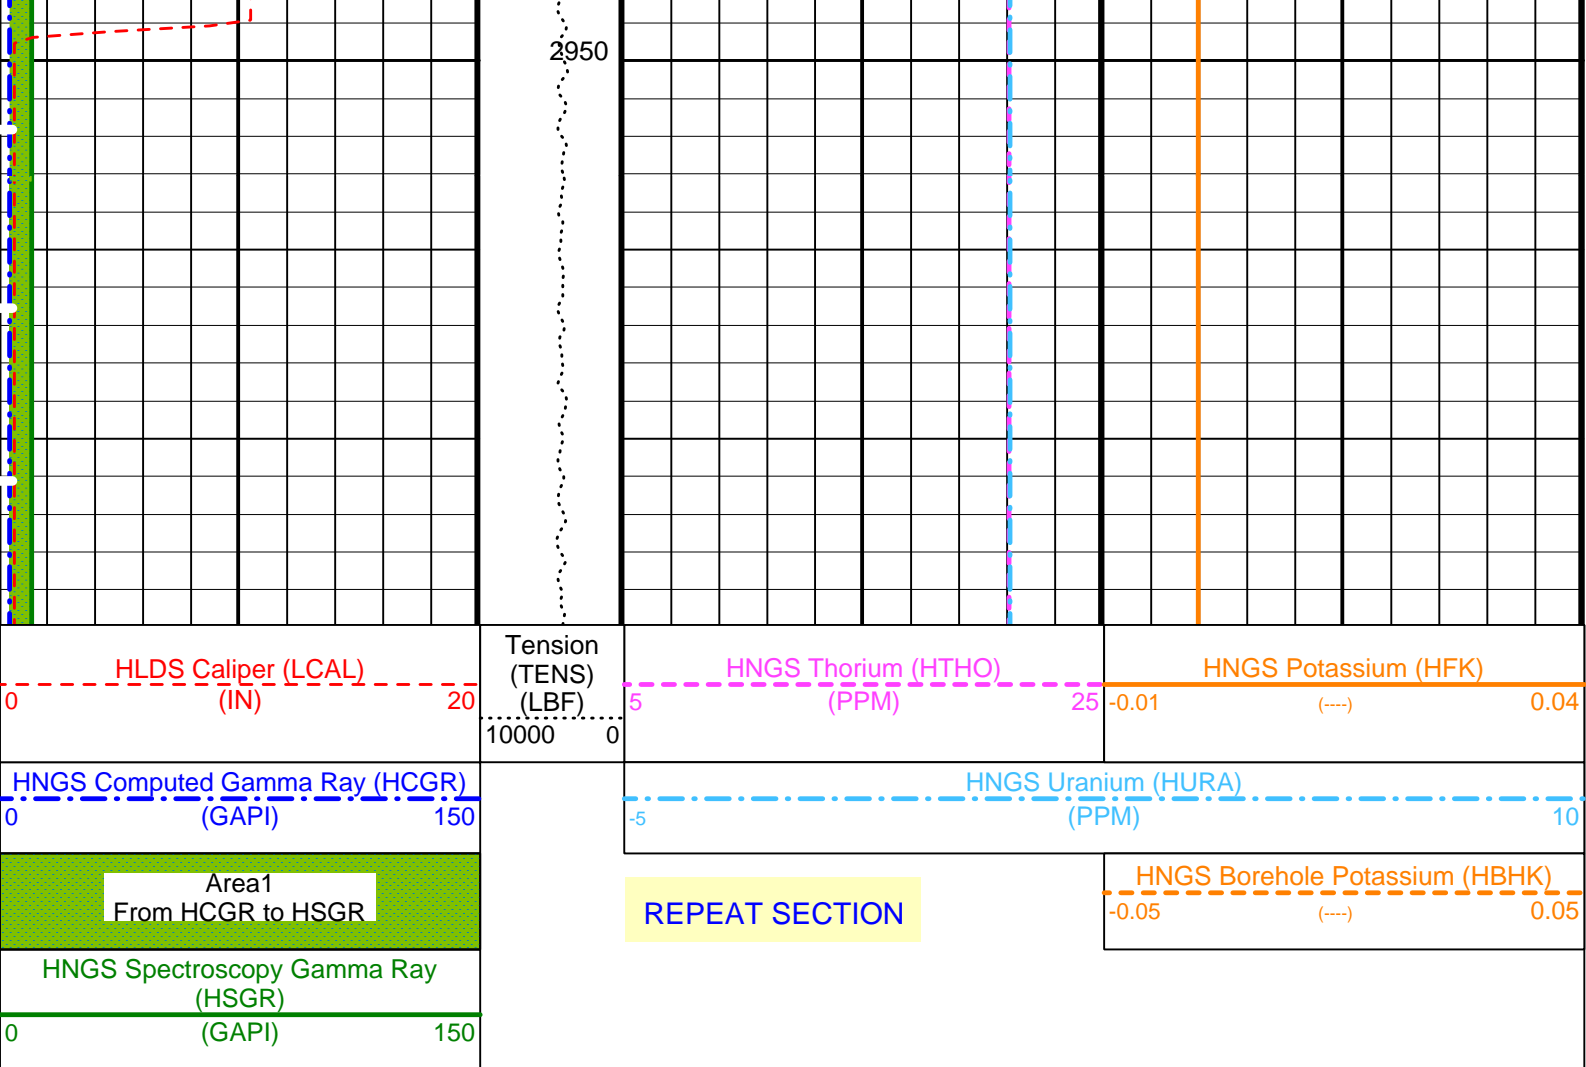 2950
HLDS Caliper (LCAL)
0 (IN) 20
Tension
(TENS)
(LBF)
10000 0
HNGS Thorium (HTHO)
5 (PPM) 25
HNGS Potassium (HFK)
-0.01 (----) 0.04
HNGS Computed Gamma Ray (HCGR)
0 (GAPI) 150
HNGS Uranium (HURA)
-5 (PPM) 10
Area1
From HCGR to HSGR
REPEAT SECTION
HNGS Borehole Potassium (HBHK)
-0.05 (----) 0.05
HNGS Spectroscopy Gamma Ray
(HSGR)
0 (GAPI) 150